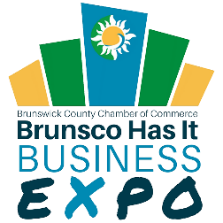 Brunswick County Chamber of Commerce
Brunsco Has It
BUSINESS
EXPO